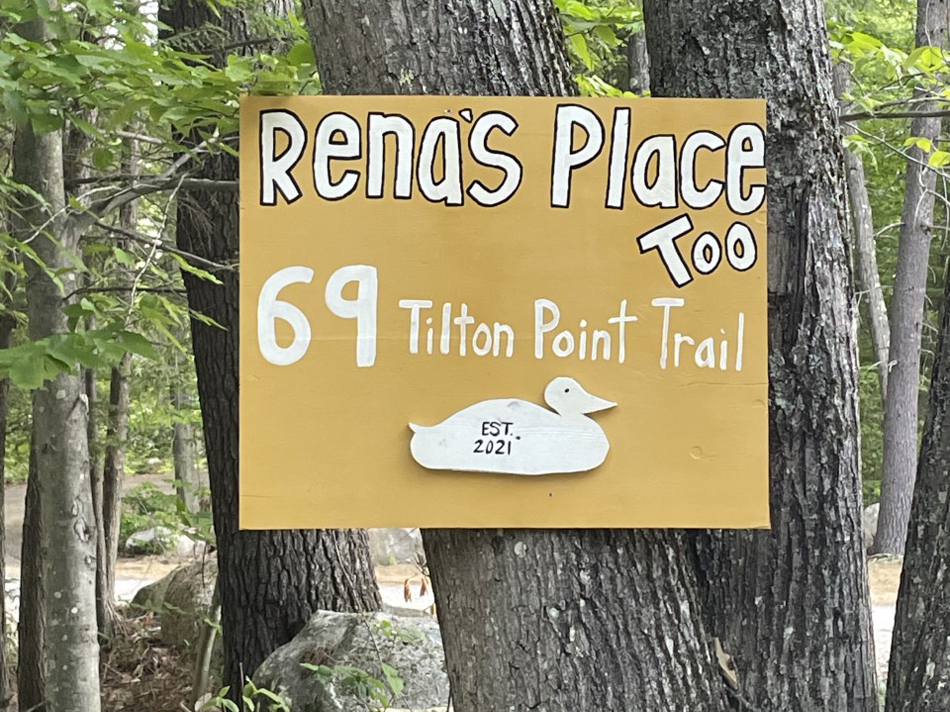 Rena's Place
Too
69 Tilton Point Trail
EST.
2021